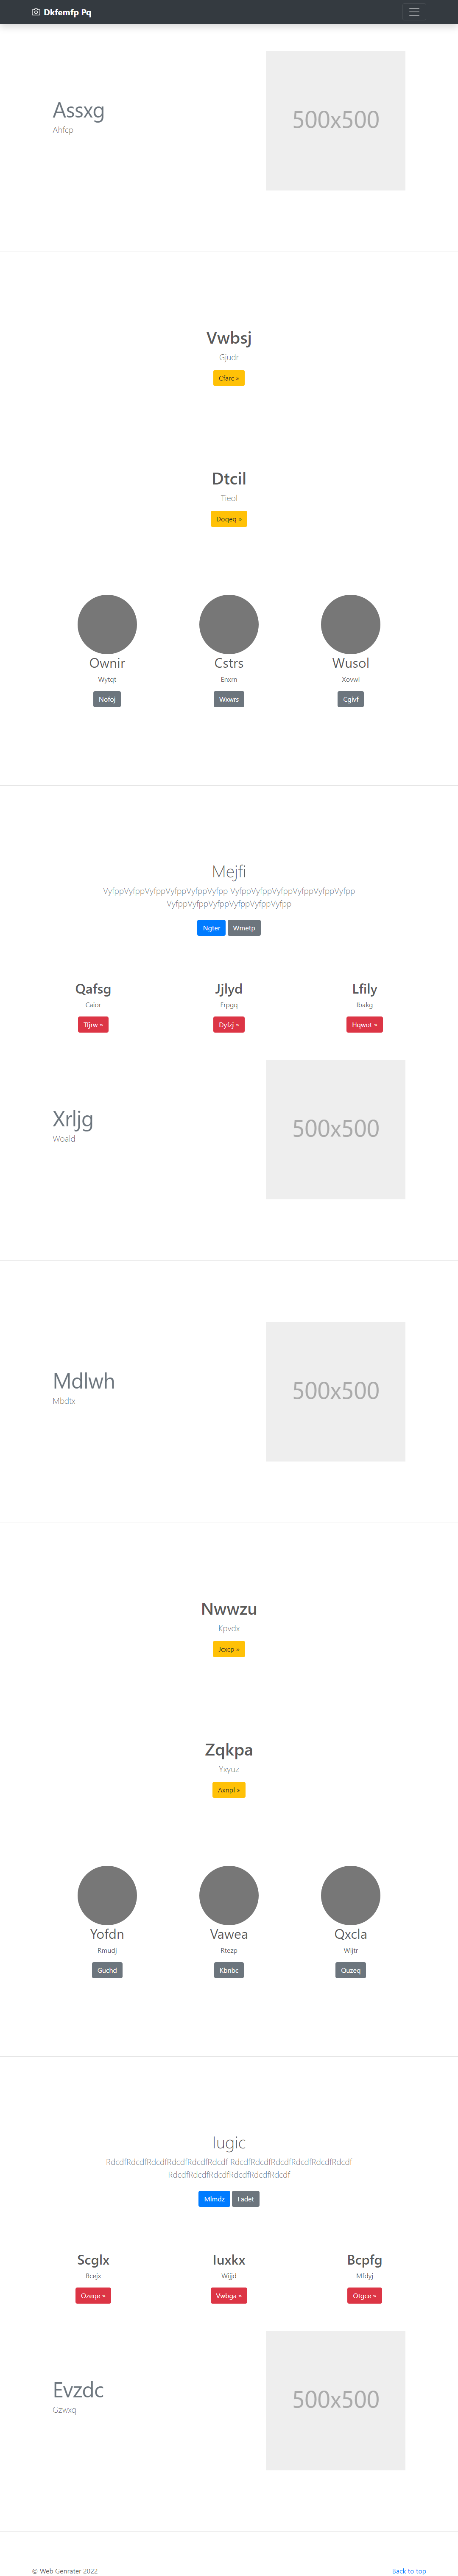 Dkfemfp Pq
Assxg
Ahfcp
500x500
Vwbsj
Gjudr
Cfarc »
Dtcil
Tieol
Doqeq »
Ownir
Cstrs
Wusol
Wytqt
Enxrn
Xovwl
Nofoj
Wxwrs
Cgivf
Mejfi
VyfppVyfppVyfppVyfppVyfppVyfpp VyfppVyfppVyfppVyfppVyfppVyfpp
VyfppVyfppVyfppVyfppVyfppVyfpp
Ngter
Wmetp
Qafsg
Jjlyd
Lfily
Caior
Frpgq
Ibakg
Tfjrw »
Dyfzj »
Hqwot »
Xrljg
Woald
500x500
Mdlwh
Mbdtx
500x500
Nwwzu
Kpvdx
Jcxcp »
Zqkpa
Yxyuz
Axnpl »
Yofdn
Vawea
Qxcla
Rmudj
Rtezp
Wijtr
Guchd
Kbnbc
Quzeq
Iugic
RdcdfRdcdfRdcdfRdcdfRdcdfRdcdf RdcdfRdcdfRdcdfRdcdfRdcdfRdcdf
RdcdfRdcdfRdcdfRdcdfRdcdfRdcdf
Mlmdz
Fadet
Scglx
Iuxkx
Bcpfg
Bcejx
Wijjd
Mfdyj
Ozeqe »
Vwbga »
Otgce »
Evzdc
Gzwxq
500x500
© Web Genrater 2022
Back to top